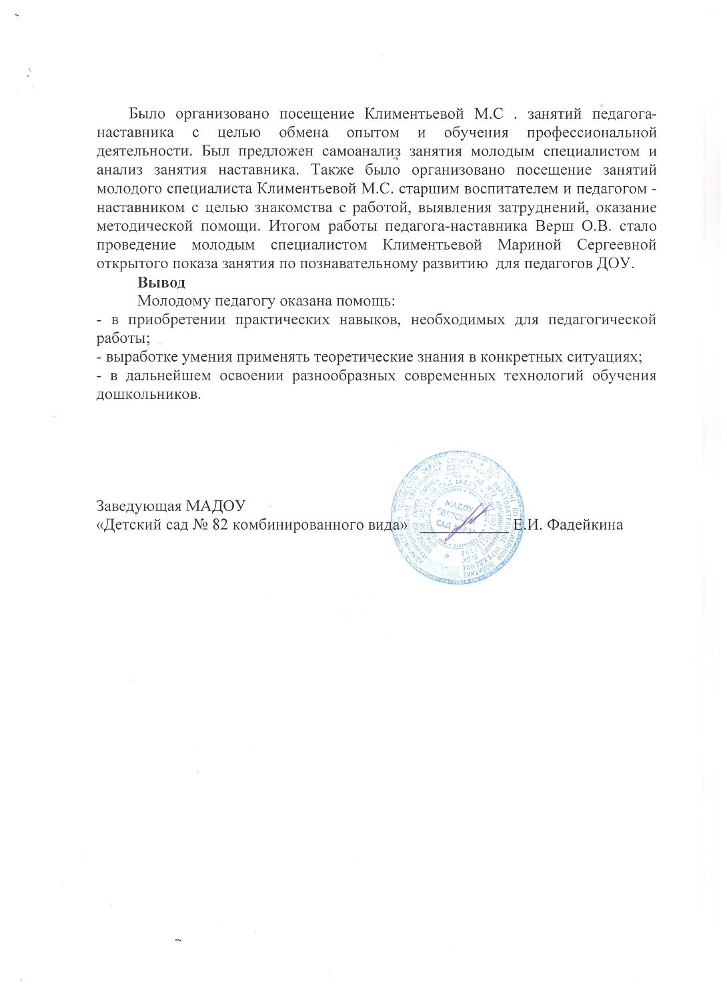 Было организовано посещение Климентьевой М.С . занятий педагога-
наставника с целью обмена опытом и обучения профессиональной
деятельности. Был предложен самоанализ занятия молодым специалистом и
анализ занятия наставника. Также было организовано посещение занятий
молодого специалиста Климентьевой М.С. старшим воспитателем и педагогом -
наставником с целью знакомства с работой, выявления затруднений, оказание
методической помощи. Итогом работы педагога-наставника Верш О.В. стало
проведение молодым специалистом Климентьевой Мариной Сергеевной
открытого показа занятия по познавательному развитию для педагогов ДОУ.
Вывод
Молодому педагогу оказана помощь:
- в приобретении практических навыков, необходимых для педагогической
работы;
- выработке умения применять теоретические знания в конкретных ситуациях;
- в дальнейшем освоении разнообразных современных технологий обучения
дошкольников.
Заведующая МАДОУ
«Детский сад № 82 комбинированного вида» ____________ Е.И. Фадейкина
МАДОУ
"ДЕТСКИЙ
САД №82"